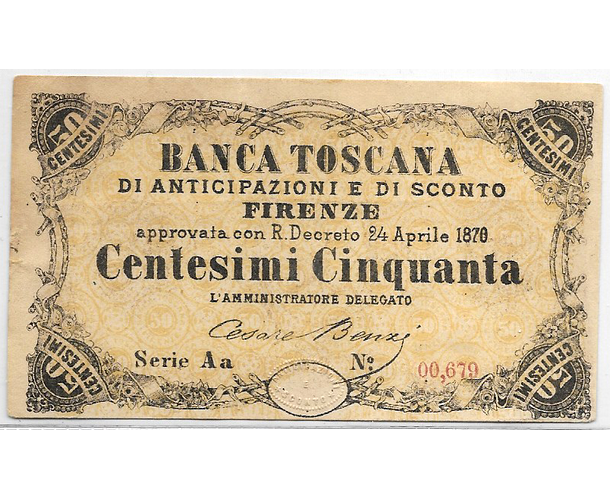 50 CENTESIMI
50 CENTESIMI
BANCA TOSCANA
DI ANTICIPAZIONI E DI SCONTO
FIRENZE
approvata con R. Decreto 24 Aprile 1870
Centesimi Cinquanta
L'AMMINISTRATORE DELEGATO
Cesare Benzi
Serie Aa Nº 00,679
50 CENTESIMI
50 CENTESIMI